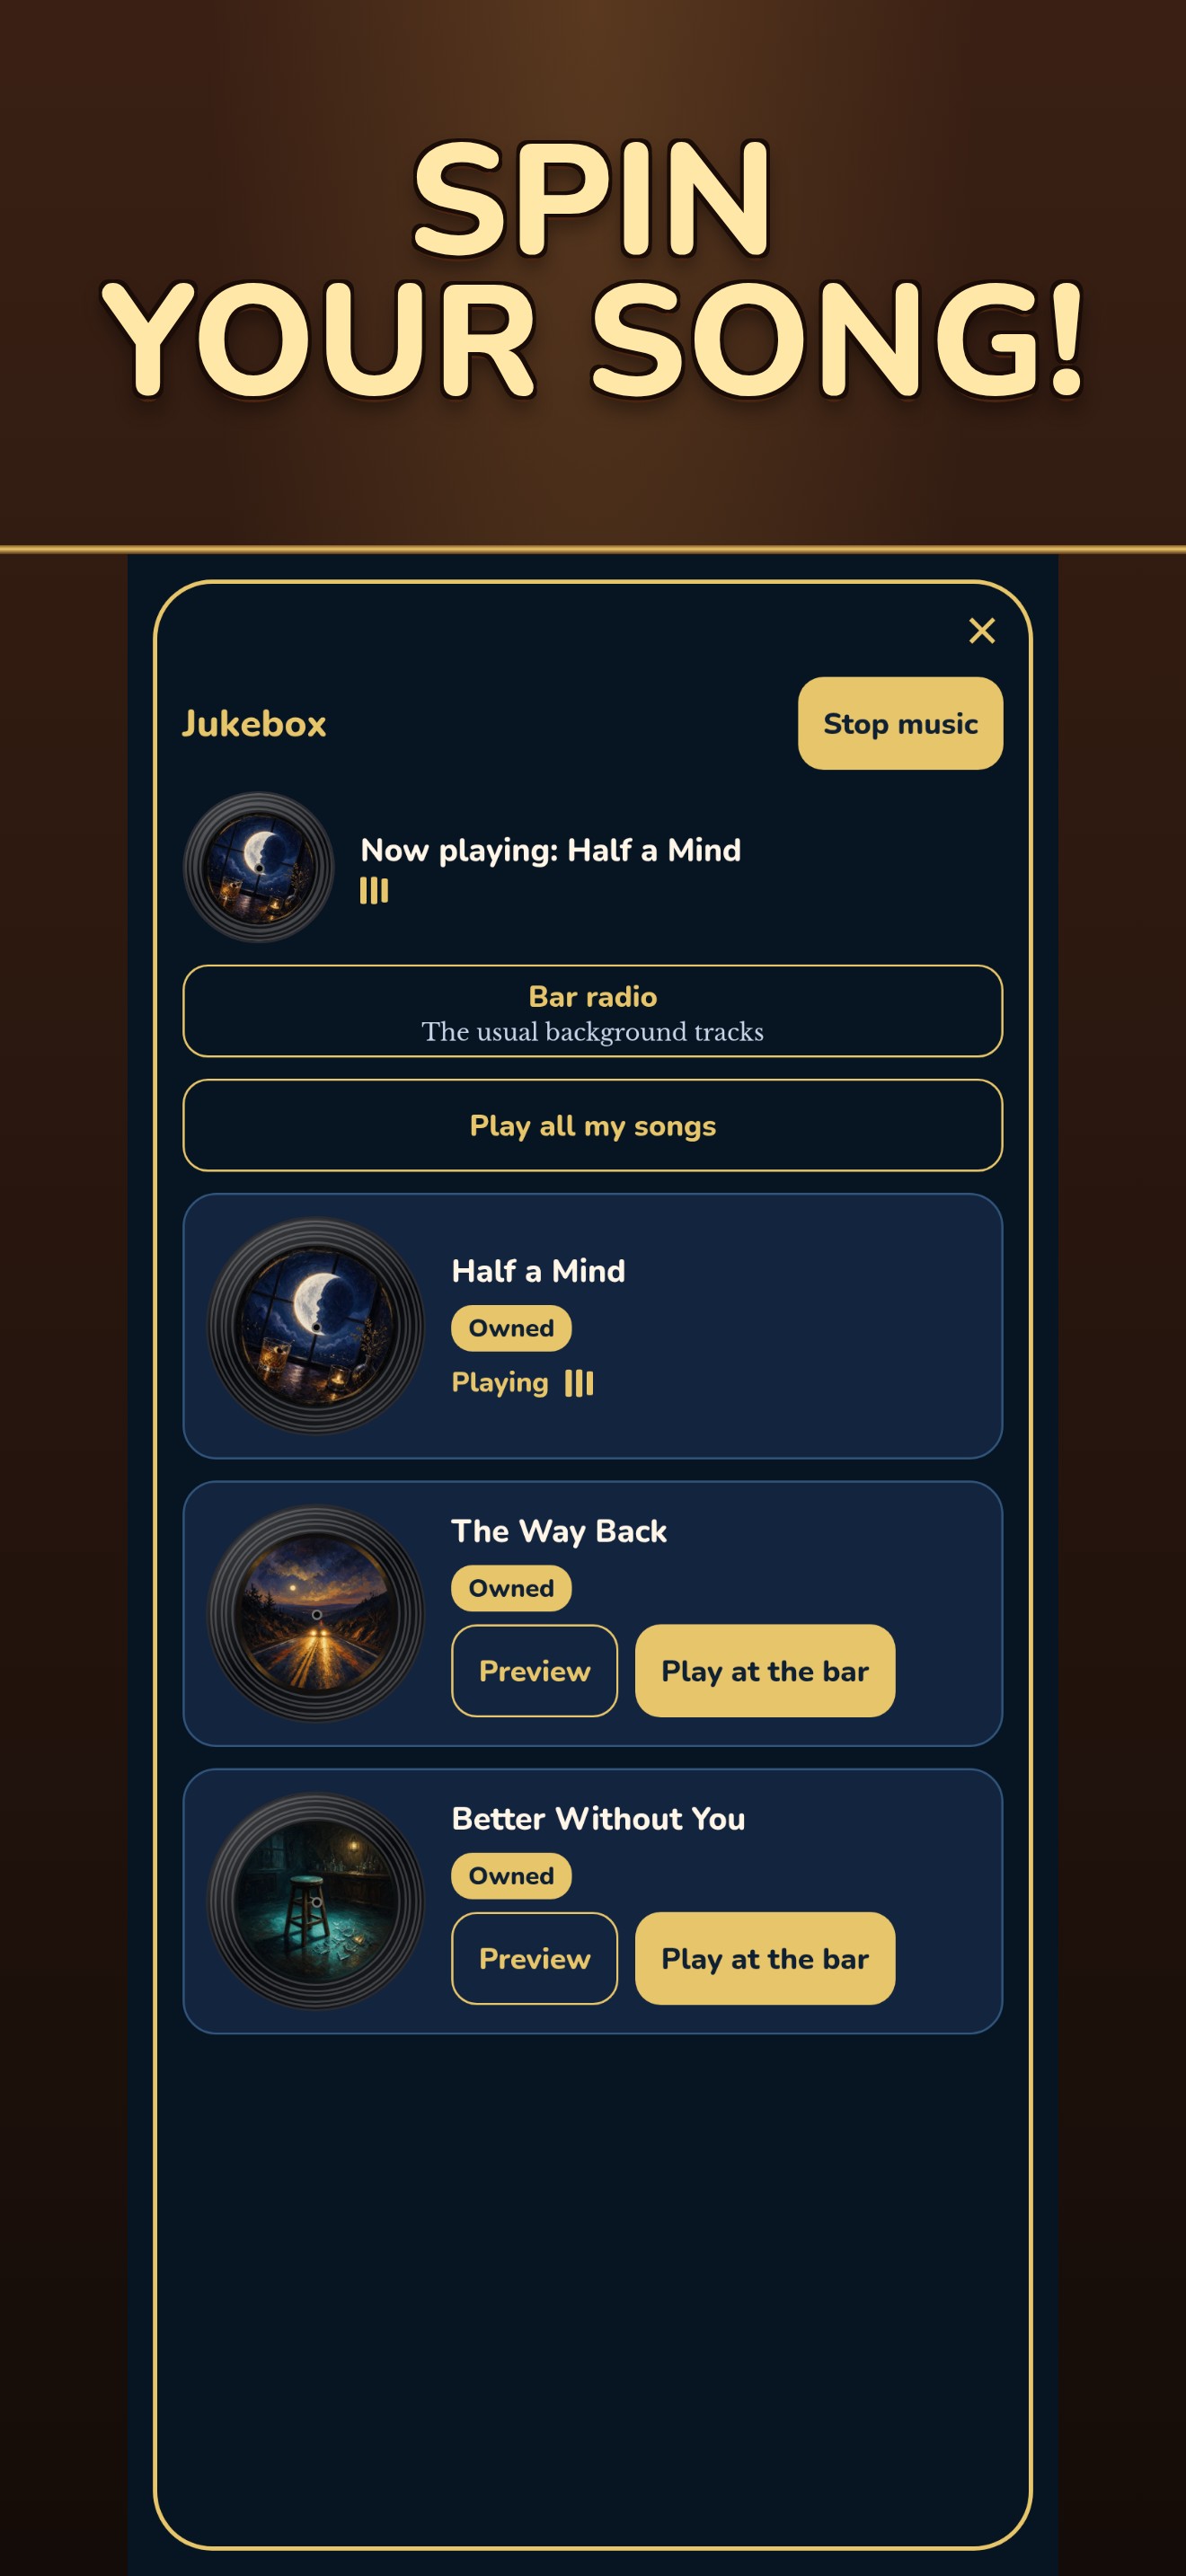 SPIN
YOUR SONG!
Jukebox
Stop music
Now playing: Half a Mind
Bar radio
The usual background tracks
Play all my songs
Half a Mind
Owned
Playing
The Way Back
Owned
Preview
Play at the bar
Better Without You
Owned
Preview
Play at the bar